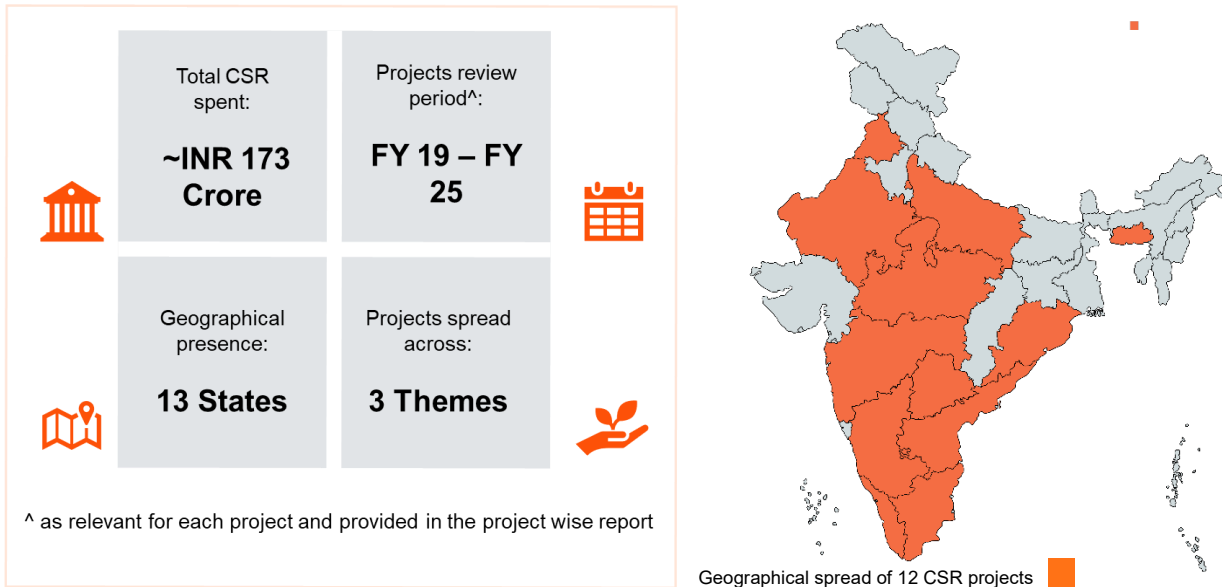 Total CSR
spent:
~INR 173
Crore
Projects review
period^:
FY 19 – FY
25
Geographical
presence:
13 States
Projects spread
across:
3 Themes
^ as relevant for each project and provided in the project wise report
Geographical spread of 12 CSR projects